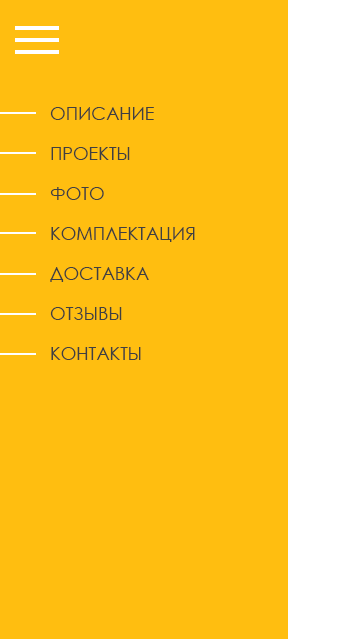 ОПИСАНИЕ
ПРОЕКТЫ
ФОТО
КОМПЛЕКТАЦИЯ
ДОСТАВКА
ОТЗЫВЫ
КОНТАКТЫ